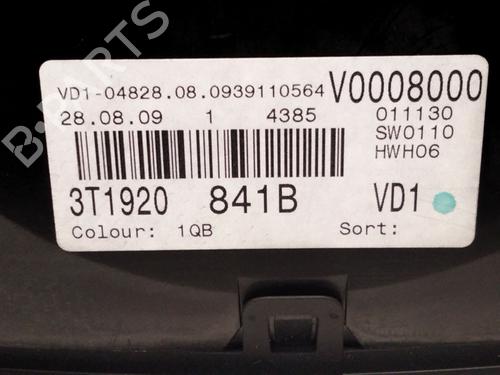 VD1-04828.08.0939110564 V0008000
28.08.09 1 4385 011130
SW0110
HWH06
3T1920 841B VD1
Colour: 1QB Sort:
B-PARTS